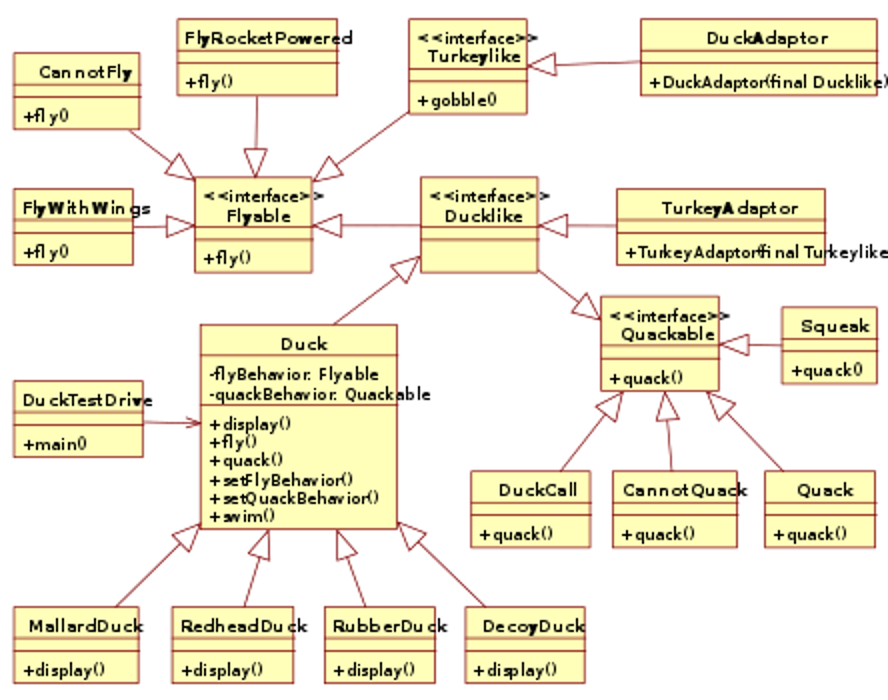 CannotFly
+fly()
FlyRocketPowered
+fly()
<<interface>>
Turkeylike
+gobble()
DuckAdaptor
+DuckAdaptor(final Ducklike)
FlyWithWings
+fly()
<<interface>>
Flyable
+fly()
<<interface>>
Ducklike
TurkeyAdaptor
+TurkeyAdaptor(final Turkeylike
<<interface>>
Quackable
+quack()
Squeak
+quack()
Duck
-flyBehavior: Flyable
-quackBehavior: Quackable
+display()
+fly()
+quack()
+setFlyBehavior()
+setQuackBehavior()
+swim()
DuckTestDrive
+main()
DuckCall
+quack()
CannotQuack
+quack()
Quack
+quack()
MallardDuck
+display()
RedheadDuck
+display()
RubberDuck
+display()
DecoyDuck
+display()